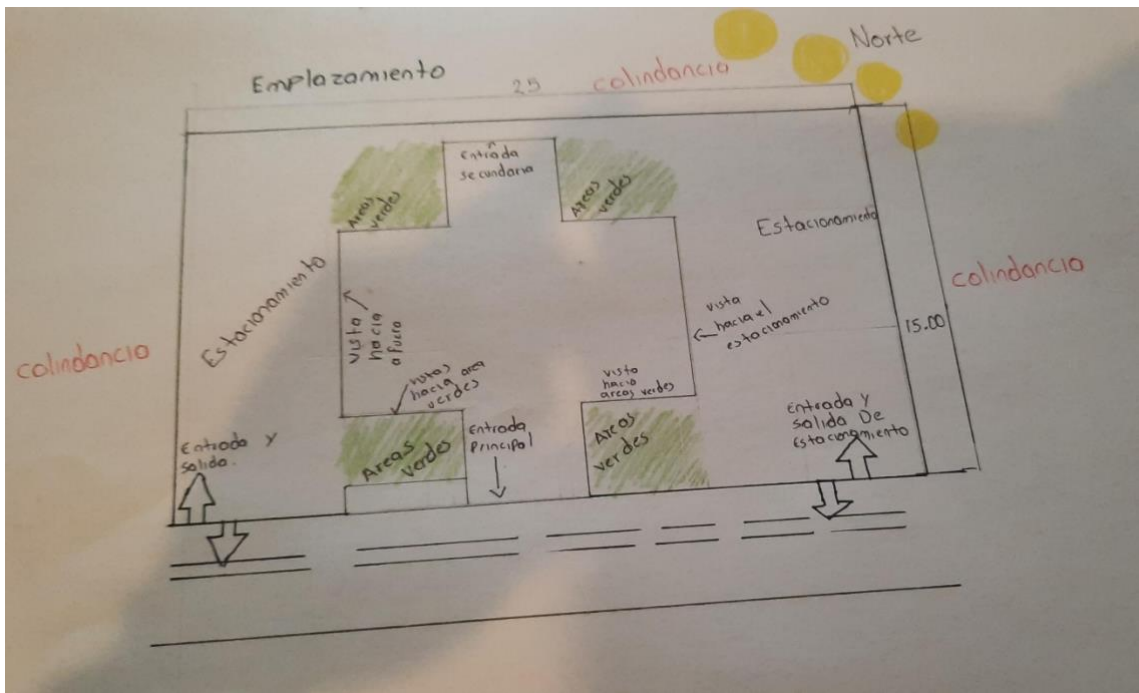 Norte
Emplazamiento
25
colindancia
Entrada
secundaria
Areas
verdes
Areas
verdes
Estacionamiento
Estacionamiento
colindancia
colindancia
vista
hacia
afuera
vista
hacia el
estacionamiento
15.00
vistas
hacia area
verdes
vista
hacia
areas verdes
Entrada y
salida.
Areas
verdes
Entrada
Principal
Areas
verdes
Entrada y
salida De
Estacionamiento